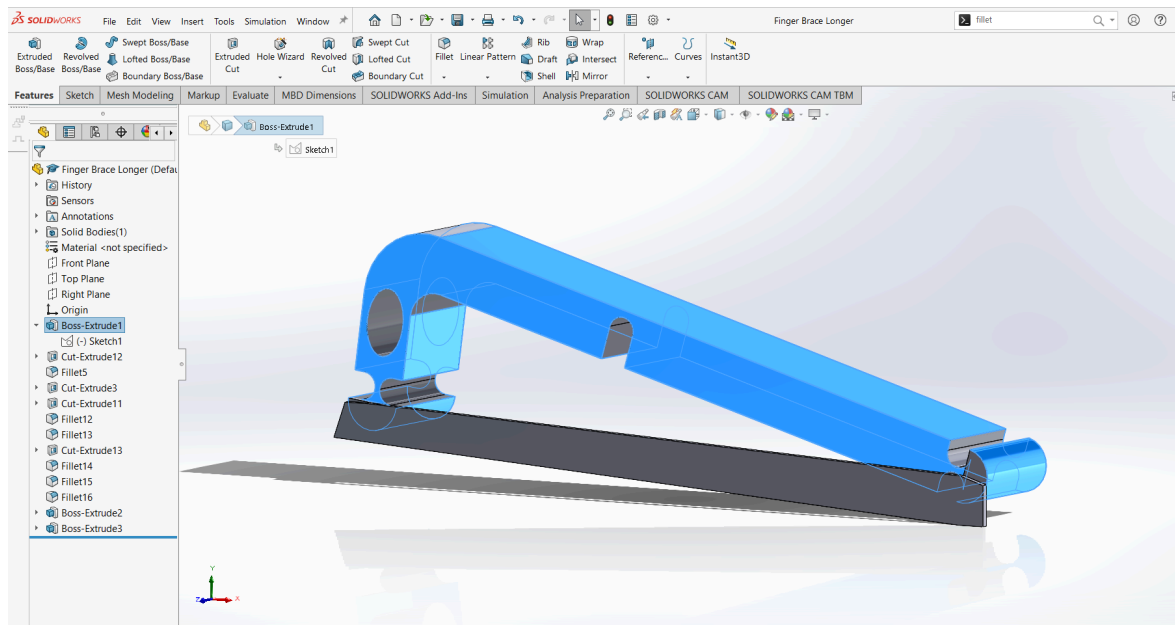 SOLIDWORKS File Edit View Insert Tools Simulation Window Finger Brace Longer fillet
Extruded Boss/Base
Revolved Boss/Base
Swept Boss/Base
Lofted Boss/Base
Boundary Boss/Base
Extruded Cut
Hole Wizard
Revolved Cut
Swept Cut
Lofted Cut
Boundary Cut
Fillet
Linear Pattern
Rib
Draft
Shell
Wrap
Intersect
Mirror
Referenc...
Curves
Instant3D
Features Sketch Mesh Modeling Markup Evaluate MBD Dimensions SOLIDWORKS Add-Ins Simulation Analysis Preparation SOLIDWORKS CAM SOLIDWORKS CAM TBM
Boss-Extrude1
Sketch1
Finger Brace Longer (Defau
History
Sensors
Annotations
Solid Bodies(1)
Material <not specified>
Front Plane
Top Plane
Right Plane
Origin
Boss-Extrude1
(-) Sketch1
Cut-Extrude12
Fillet5
Cut-Extrude3
Cut-Extrude11
Fillet12
Fillet13
Cut-Extrude13
Fillet14
Fillet15
Fillet16
Boss-Extrude2
Boss-Extrude3
Y
Z X